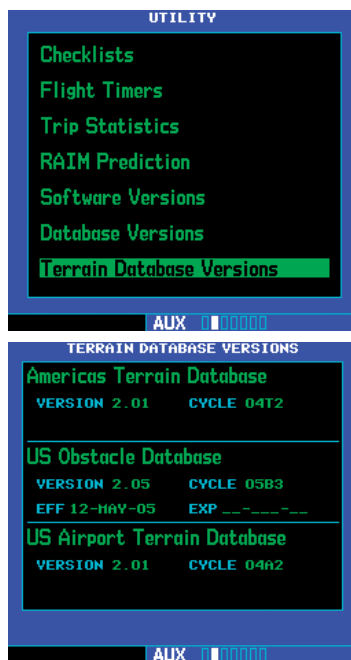 UTILITY
Checklists
Flight Timers
Trip Statistics
RAIM Prediction
Software Versions
Database Versions
Terrain Database Versions
AUX
TERRAIN DATABASE VERSIONS
Americas Terrain Database
VERSION 2.01 CYCLE 04T2
US Obstacle Database
VERSION 2.05 CYCLE 05B3
EFF 12-MAY-05 EXP __-___-__
US Airport Terrain Database
VERSION 2.01 CYCLE 04A2
AUX